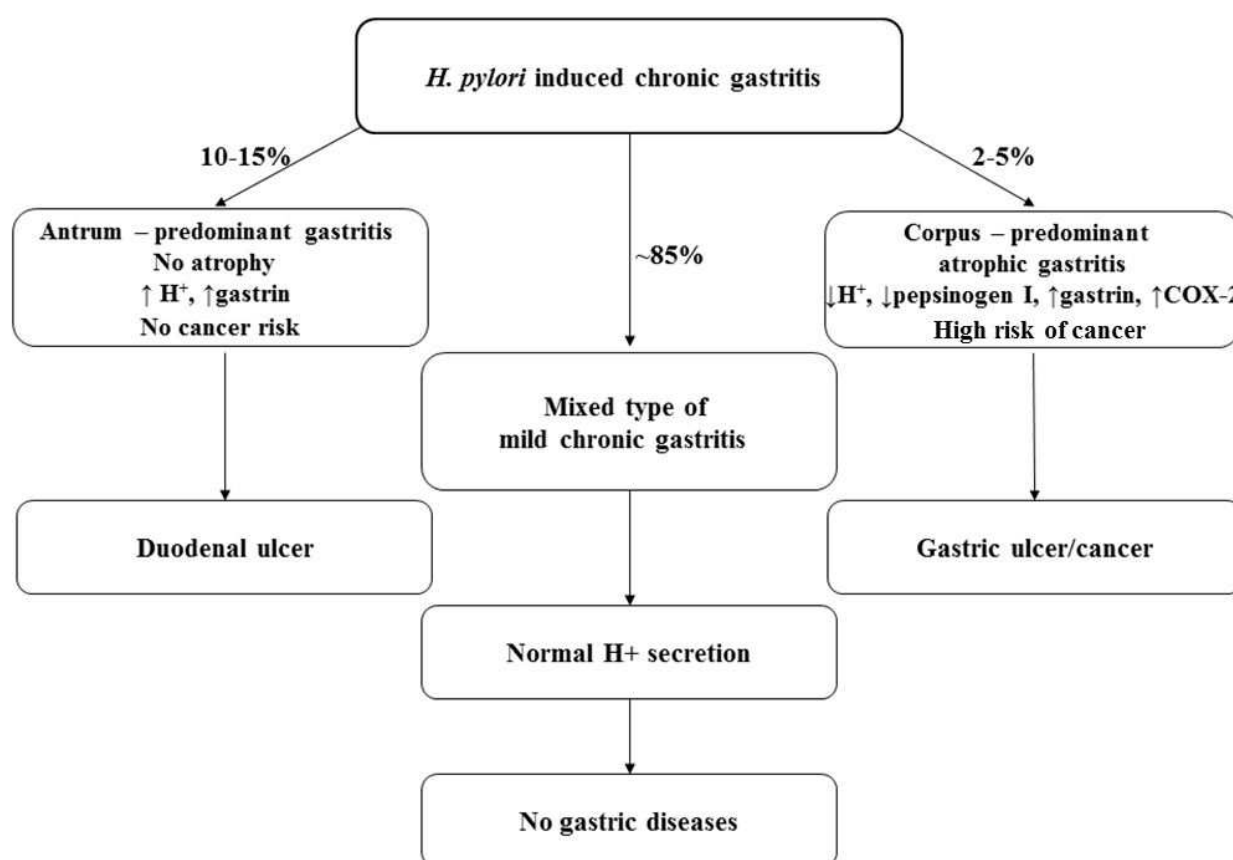 H. pylori induced chronic gastritis
10-15%
2-5%
~85%
Antrum – predominant gastritis
No atrophy
↑ H⁺, ↑gastrin
No cancer risk
Corpus – predominant
atrophic gastritis
↓H⁺, ↓pepsinogen I, ↑gastrin, ↑COX-2
High risk of cancer
Mixed type of
mild chronic gastritis
Duodenal ulcer
Gastric ulcer/cancer
Normal H+ secretion
No gastric diseases